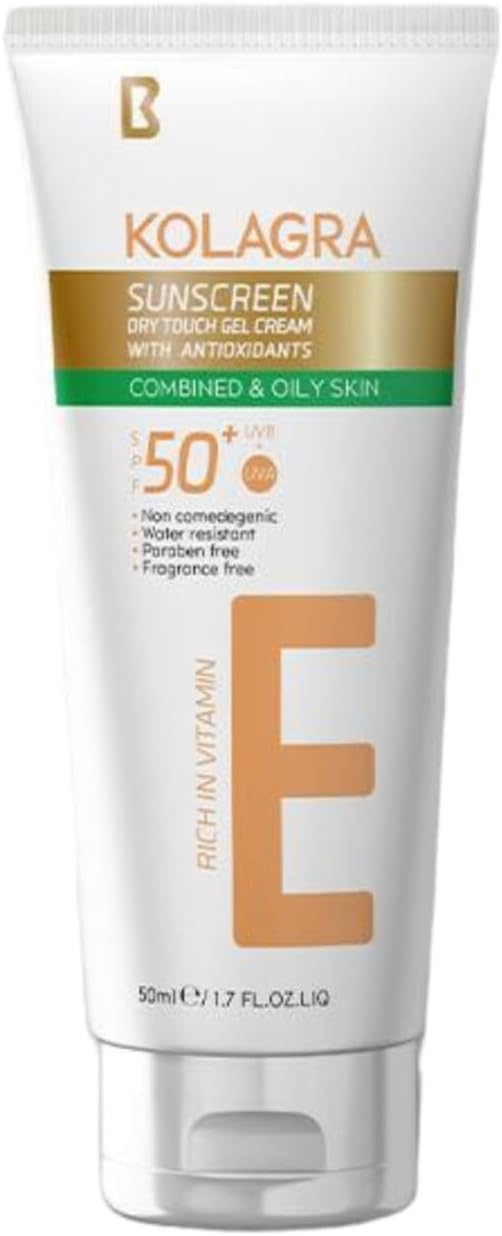 B
KOLAGRA
SUNSCREEN
DRY TOUCH GEL CREAM
WITH ANTIOXIDANTS
COMBINED & OILY SKIN
SPF 50+ UVB
+
UVA
• Non comedegenic
• Water resistant
• Paraben free
• Fragrance free
RICH IN VITAMIN
E
50ml ℮/ 1.7 FL.OZ.LIQ